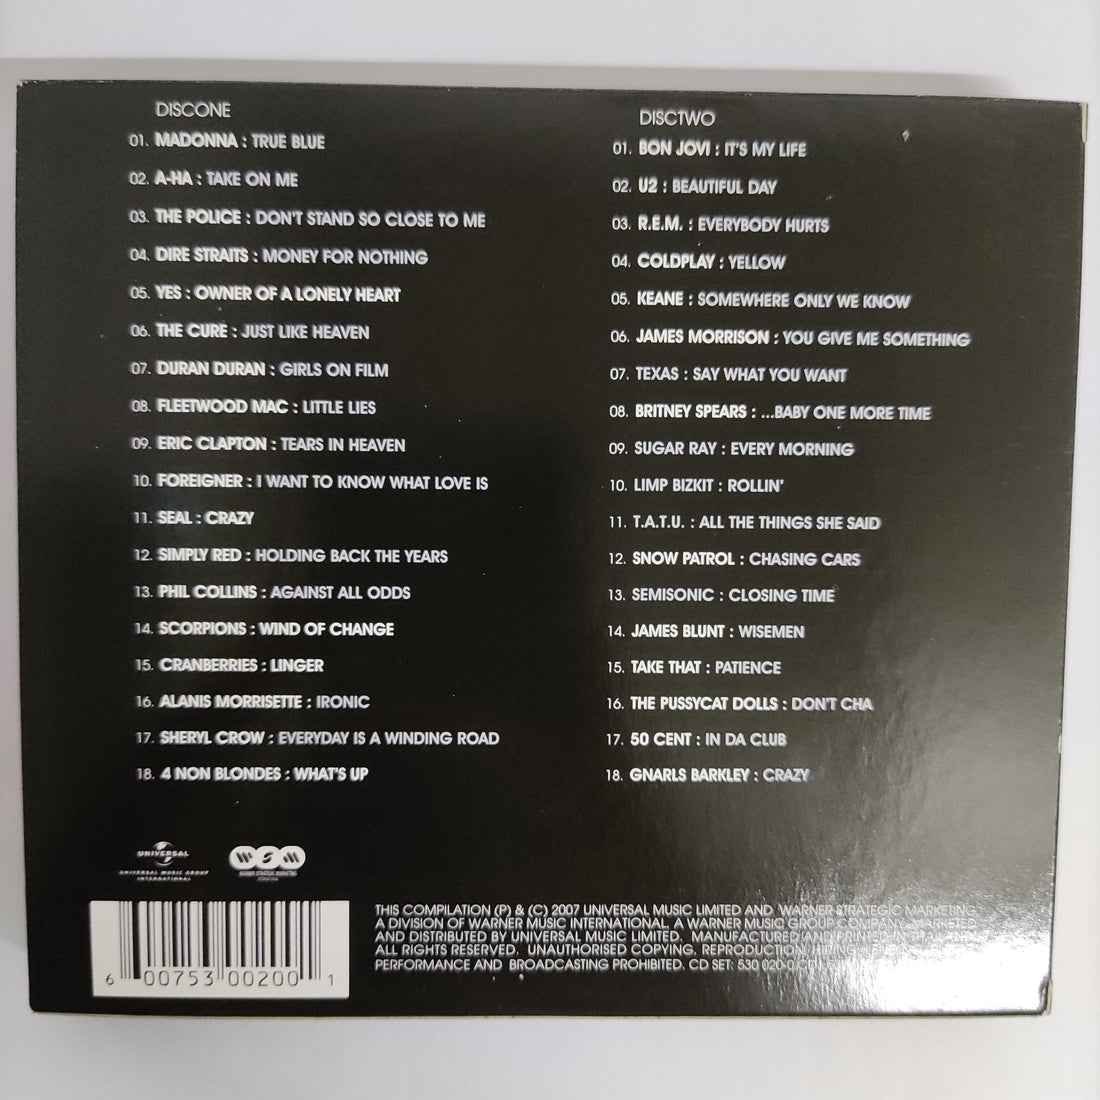 DISCONE
01. MADONNA : TRUE BLUE
02. A-HA : TAKE ON ME
03. THE POLICE : DON'T STAND SO CLOSE TO ME
04. DIRE STRAITS : MONEY FOR NOTHING
05. YES : OWNER OF A LONELY HEART
06. THE CURE : JUST LIKE HEAVEN
07. DURAN DURAN : GIRLS ON FILM
08. FLEETWOOD MAC : LITTLE LIES
09. ERIC CLAPTON : TEARS IN HEAVEN
10. FOREIGNER : I WANT TO KNOW WHAT LOVE IS
11. SEAL : CRAZY
12. SIMPLY RED : HOLDING BACK THE YEARS
13. PHIL COLLINS : AGAINST ALL ODDS
14. SCORPIONS : WIND OF CHANGE
15. CRANBERRIES : LINGER
16. ALANIS MORRISETTE : IRONIC
17. SHERYL CROW : EVERYDAY IS A WINDING ROAD
18. 4 NON BLONDES : WHAT'S UP
DISCTWO
01. BON JOVI : IT'S MY LIFE
02. U2 : BEAUTIFUL DAY
03. R.E.M. : EVERYBODY HURTS
04. COLDPLAY : YELLOW
05. KEANE : SOMEWHERE ONLY WE KNOW
06. JAMES MORRISON : YOU GIVE ME SOMETHING
07. TEXAS : SAY WHAT YOU WANT
08. BRITNEY SPEARS : ...BABY ONE MORE TIME
09. SUGAR RAY : EVERY MORNING
10. LIMP BIZKIT : ROLLIN'
11. T.A.T.U. : ALL THE THINGS SHE SAID
12. SNOW PATROL : CHASING CARS
13. SEMISONIC : CLOSING TIME
14. JAMES BLUNT : WISEMEN
15. TAKE THAT : PATIENCE
16. THE PUSSYCAT DOLLS : DON'T CHA
17. 50 CENT : IN DA CLUB
18. GNARLS BARKLEY : CRAZY
UNIVERSAL
UNIVERSAL MUSIC GROUP
INTERNATIONAL
WARNER STRATEGIC MARKETING
6 00753 00200 1
THIS COMPILATION (P) & (C) 2007 UNIVERSAL MUSIC LIMITED AND WARNER STRATEGIC MARKETING,
A DIVISION OF WARNER MUSIC INTERNATIONAL, A WARNER MUSIC GROUP COMPANY. MARKETED
AND DISTRIBUTED BY UNIVERSAL MUSIC LIMITED. MANUFACTURED AND PRINTED IN
ALL RIGHTS RESERVED. UNAUTHORISED COPYING, REPRODUCTION, HIRING,
PERFORMANCE AND BROADCASTING PROHIBITED. CD SET: 530 020-0